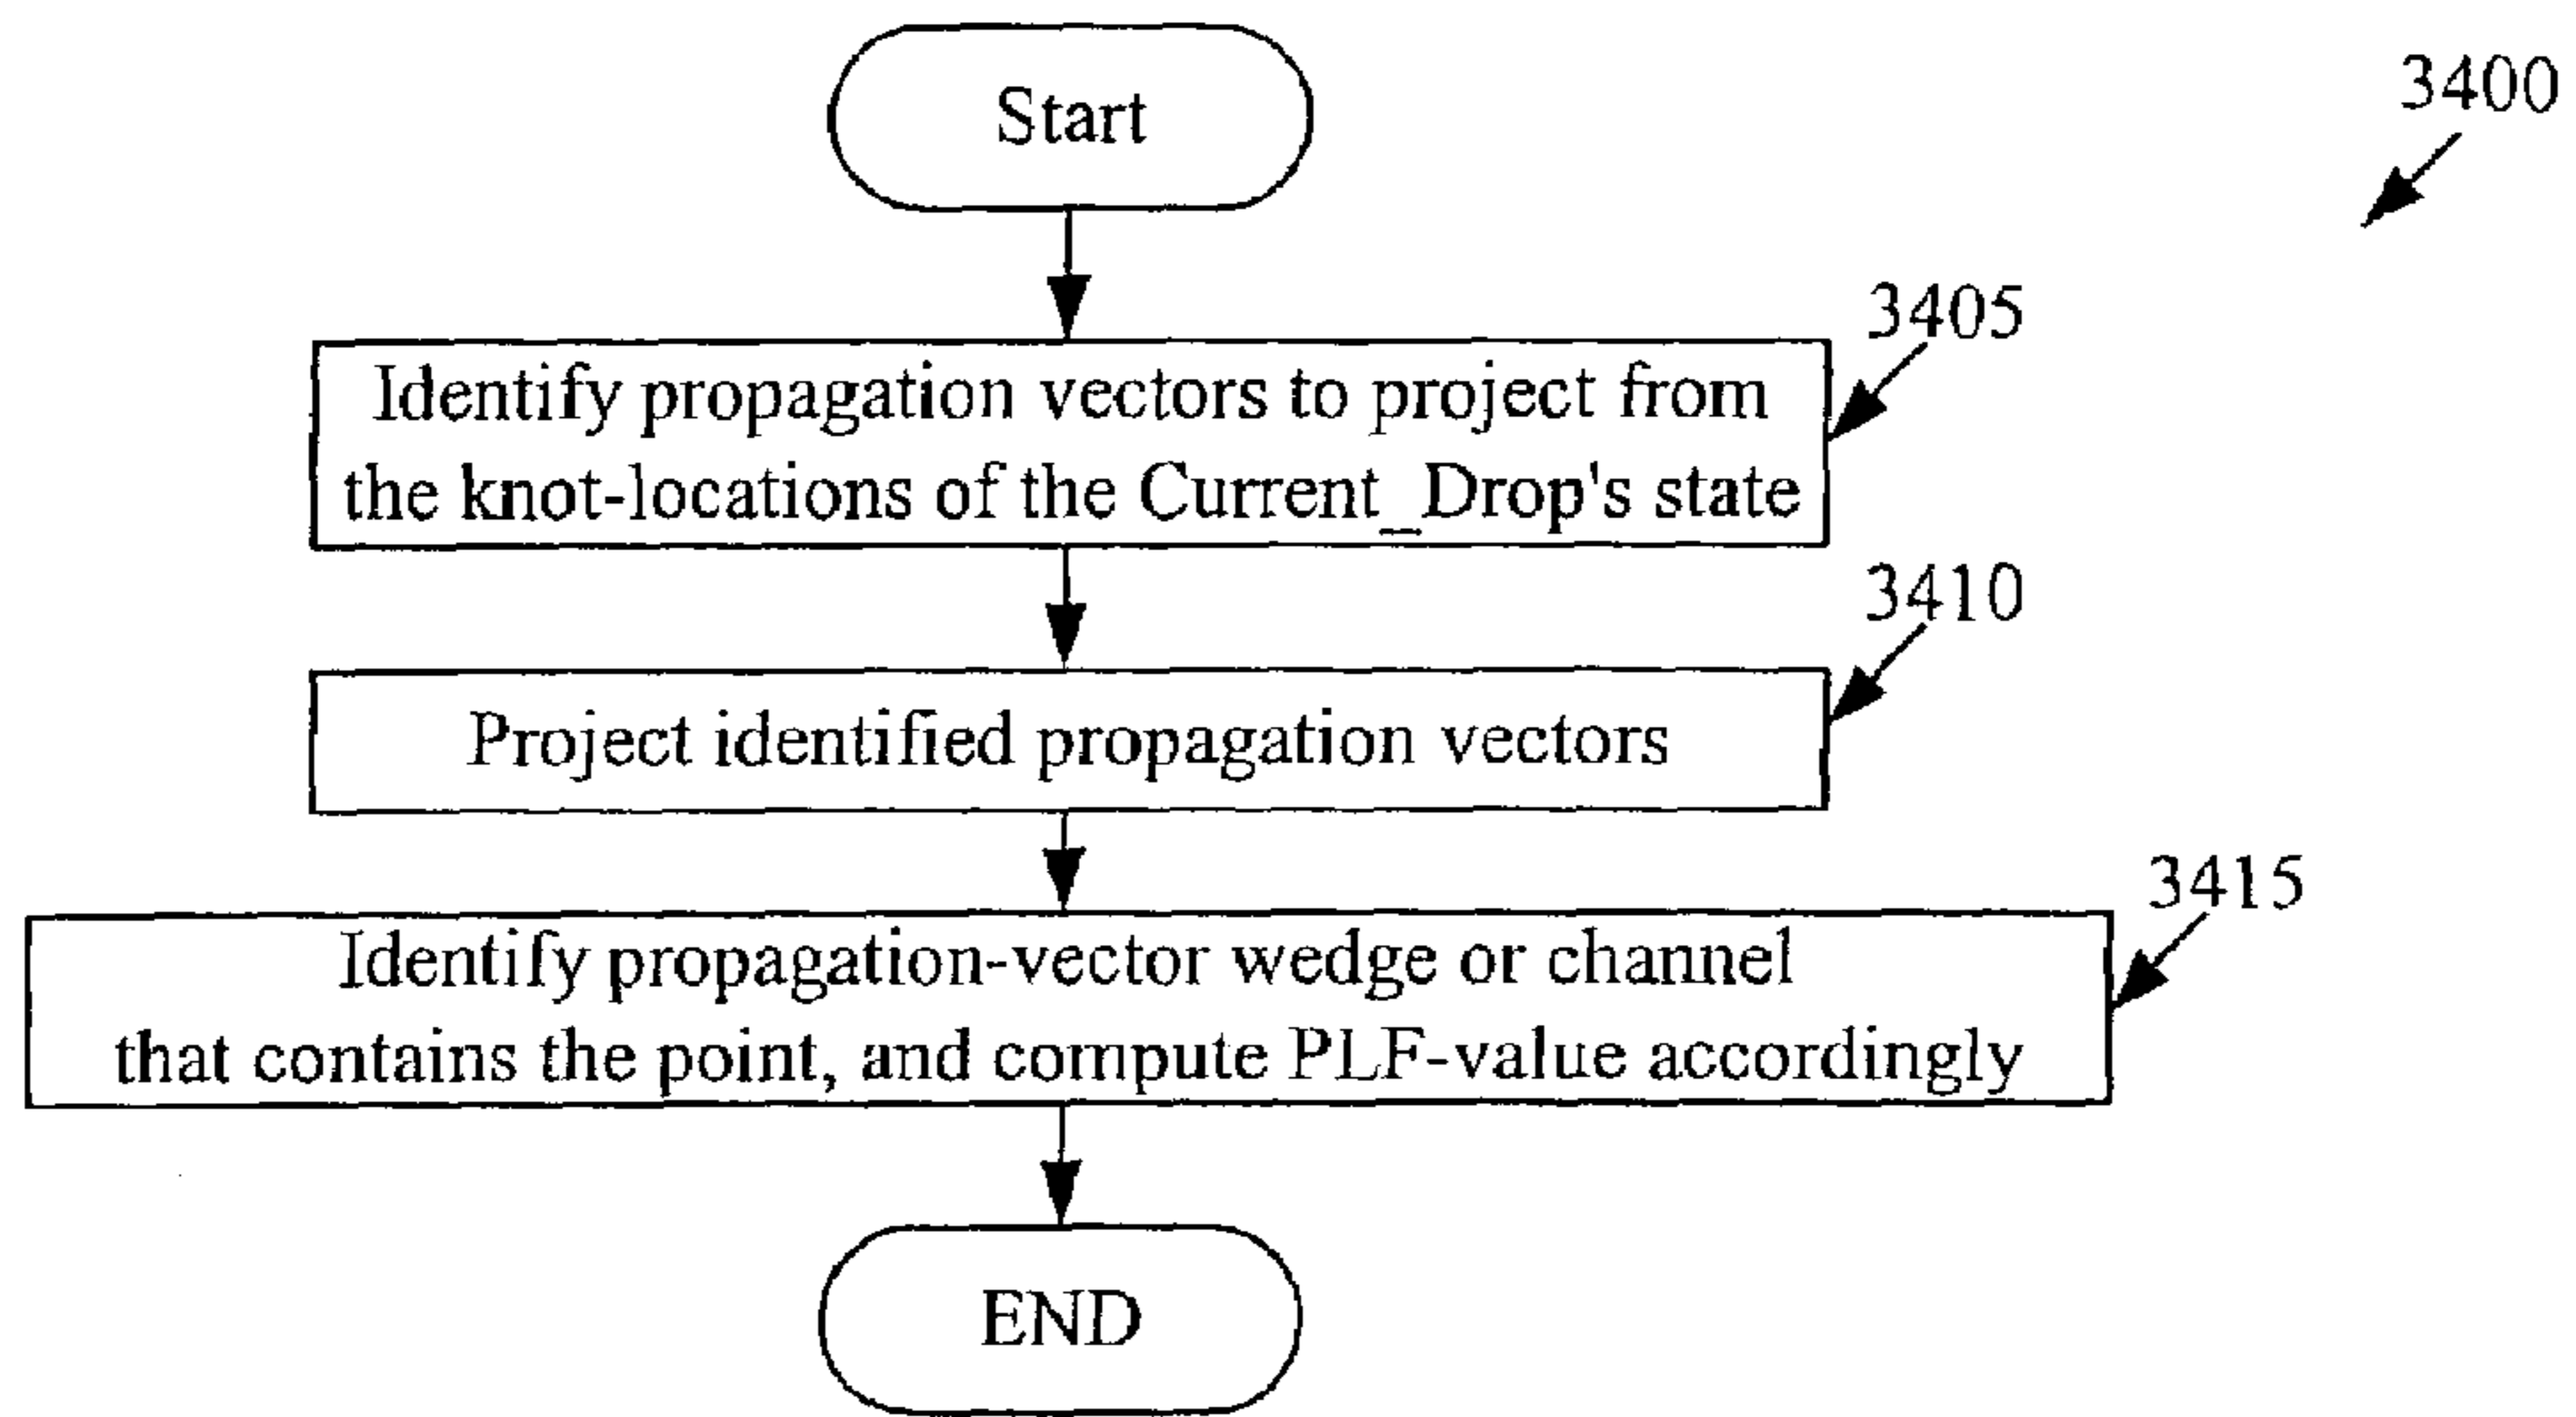 Start
3400
3405
Identify propagation vectors to project from
the knot-locations of the Current_Drop's state
3410
Project identified propagation vectors
3415
Identify propagation-vector wedge or channel
that contains the point, and compute PLF-value accordingly
END